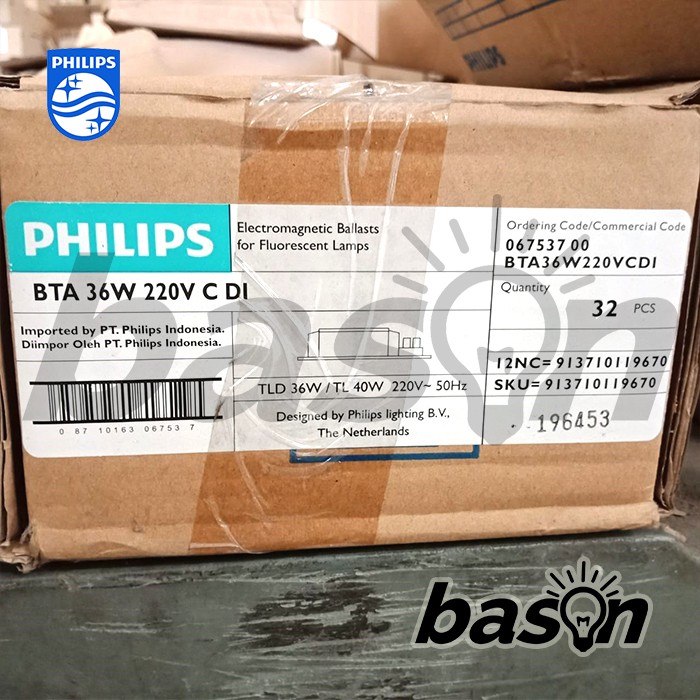 PHILIPS
PHILIPS
Electromagnetic Ballasts
for Fluorescent Lamps
Ordering Code/Commercial Code
067537 00
BTA36W220VCDI
BTA 36W 220V C DI
Quantity
32 PCS
Imported by PT. Philips Indonesia.
Diimpor Oleh PT. Philips Indonesia.
12NC= 913710119670
SKU= 913710119670
TLD 36W / TL 40W 220V~ 50Hz
0 87 10163 06753 7
Designed by Philips lighting B.V.,
The Netherlands
196453
bason
bason